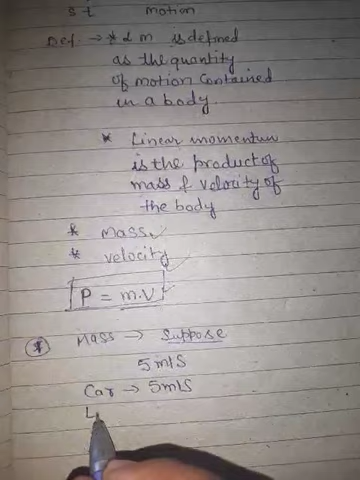 motion
Def. → * L m is defined
as the quantity
of motion contained
in a body.
* Linear momentum
is the product of
mass & velocity of
the body
* Mass
* velocity
P = m.V
Mass → Suppose
5 m/s
Car → 5m/s
L